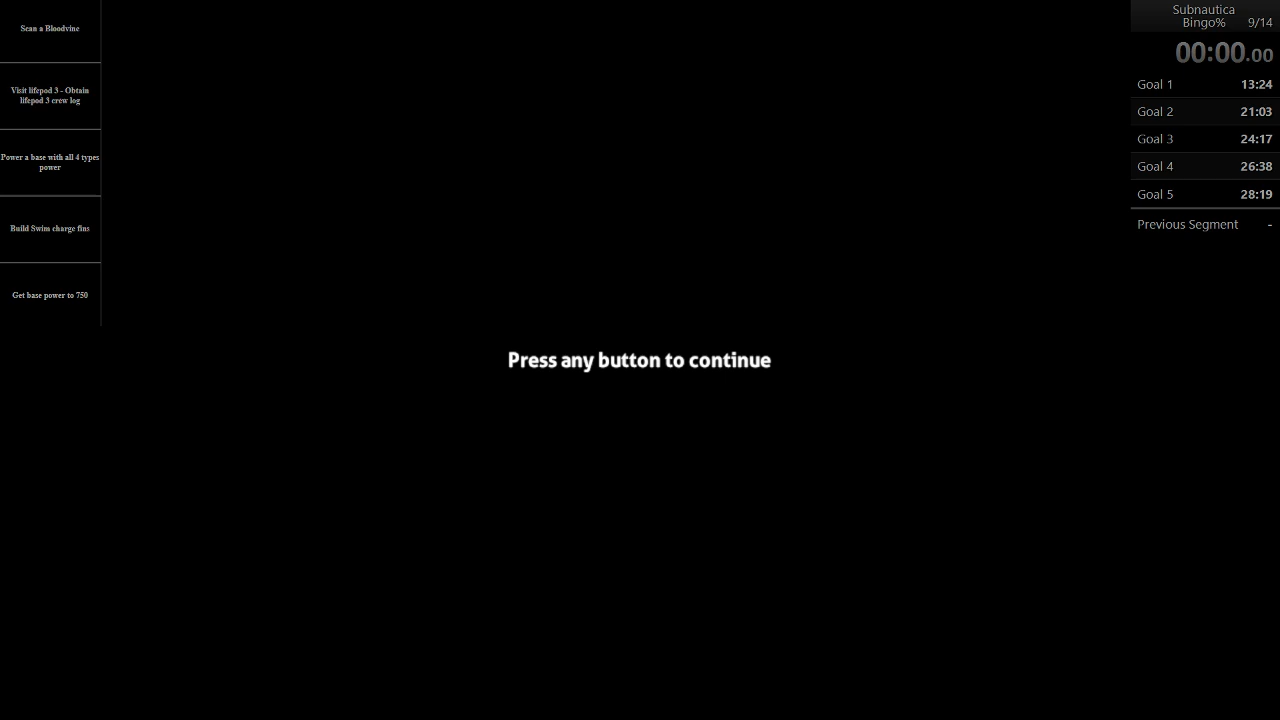 Scan a Bloodvine
Visit lifepod 3 - Obtain
lifepod 3 crew log
Power a base with all 4 types
power
Build Swim charge fins
Get base power to 750
Press any button to continue
Subnautica
Bingo% 9/14
00:00.00
Goal 1 13:24
Goal 2 21:03
Goal 3 24:17
Goal 4 26:38
Goal 5 28:19
Previous Segment -